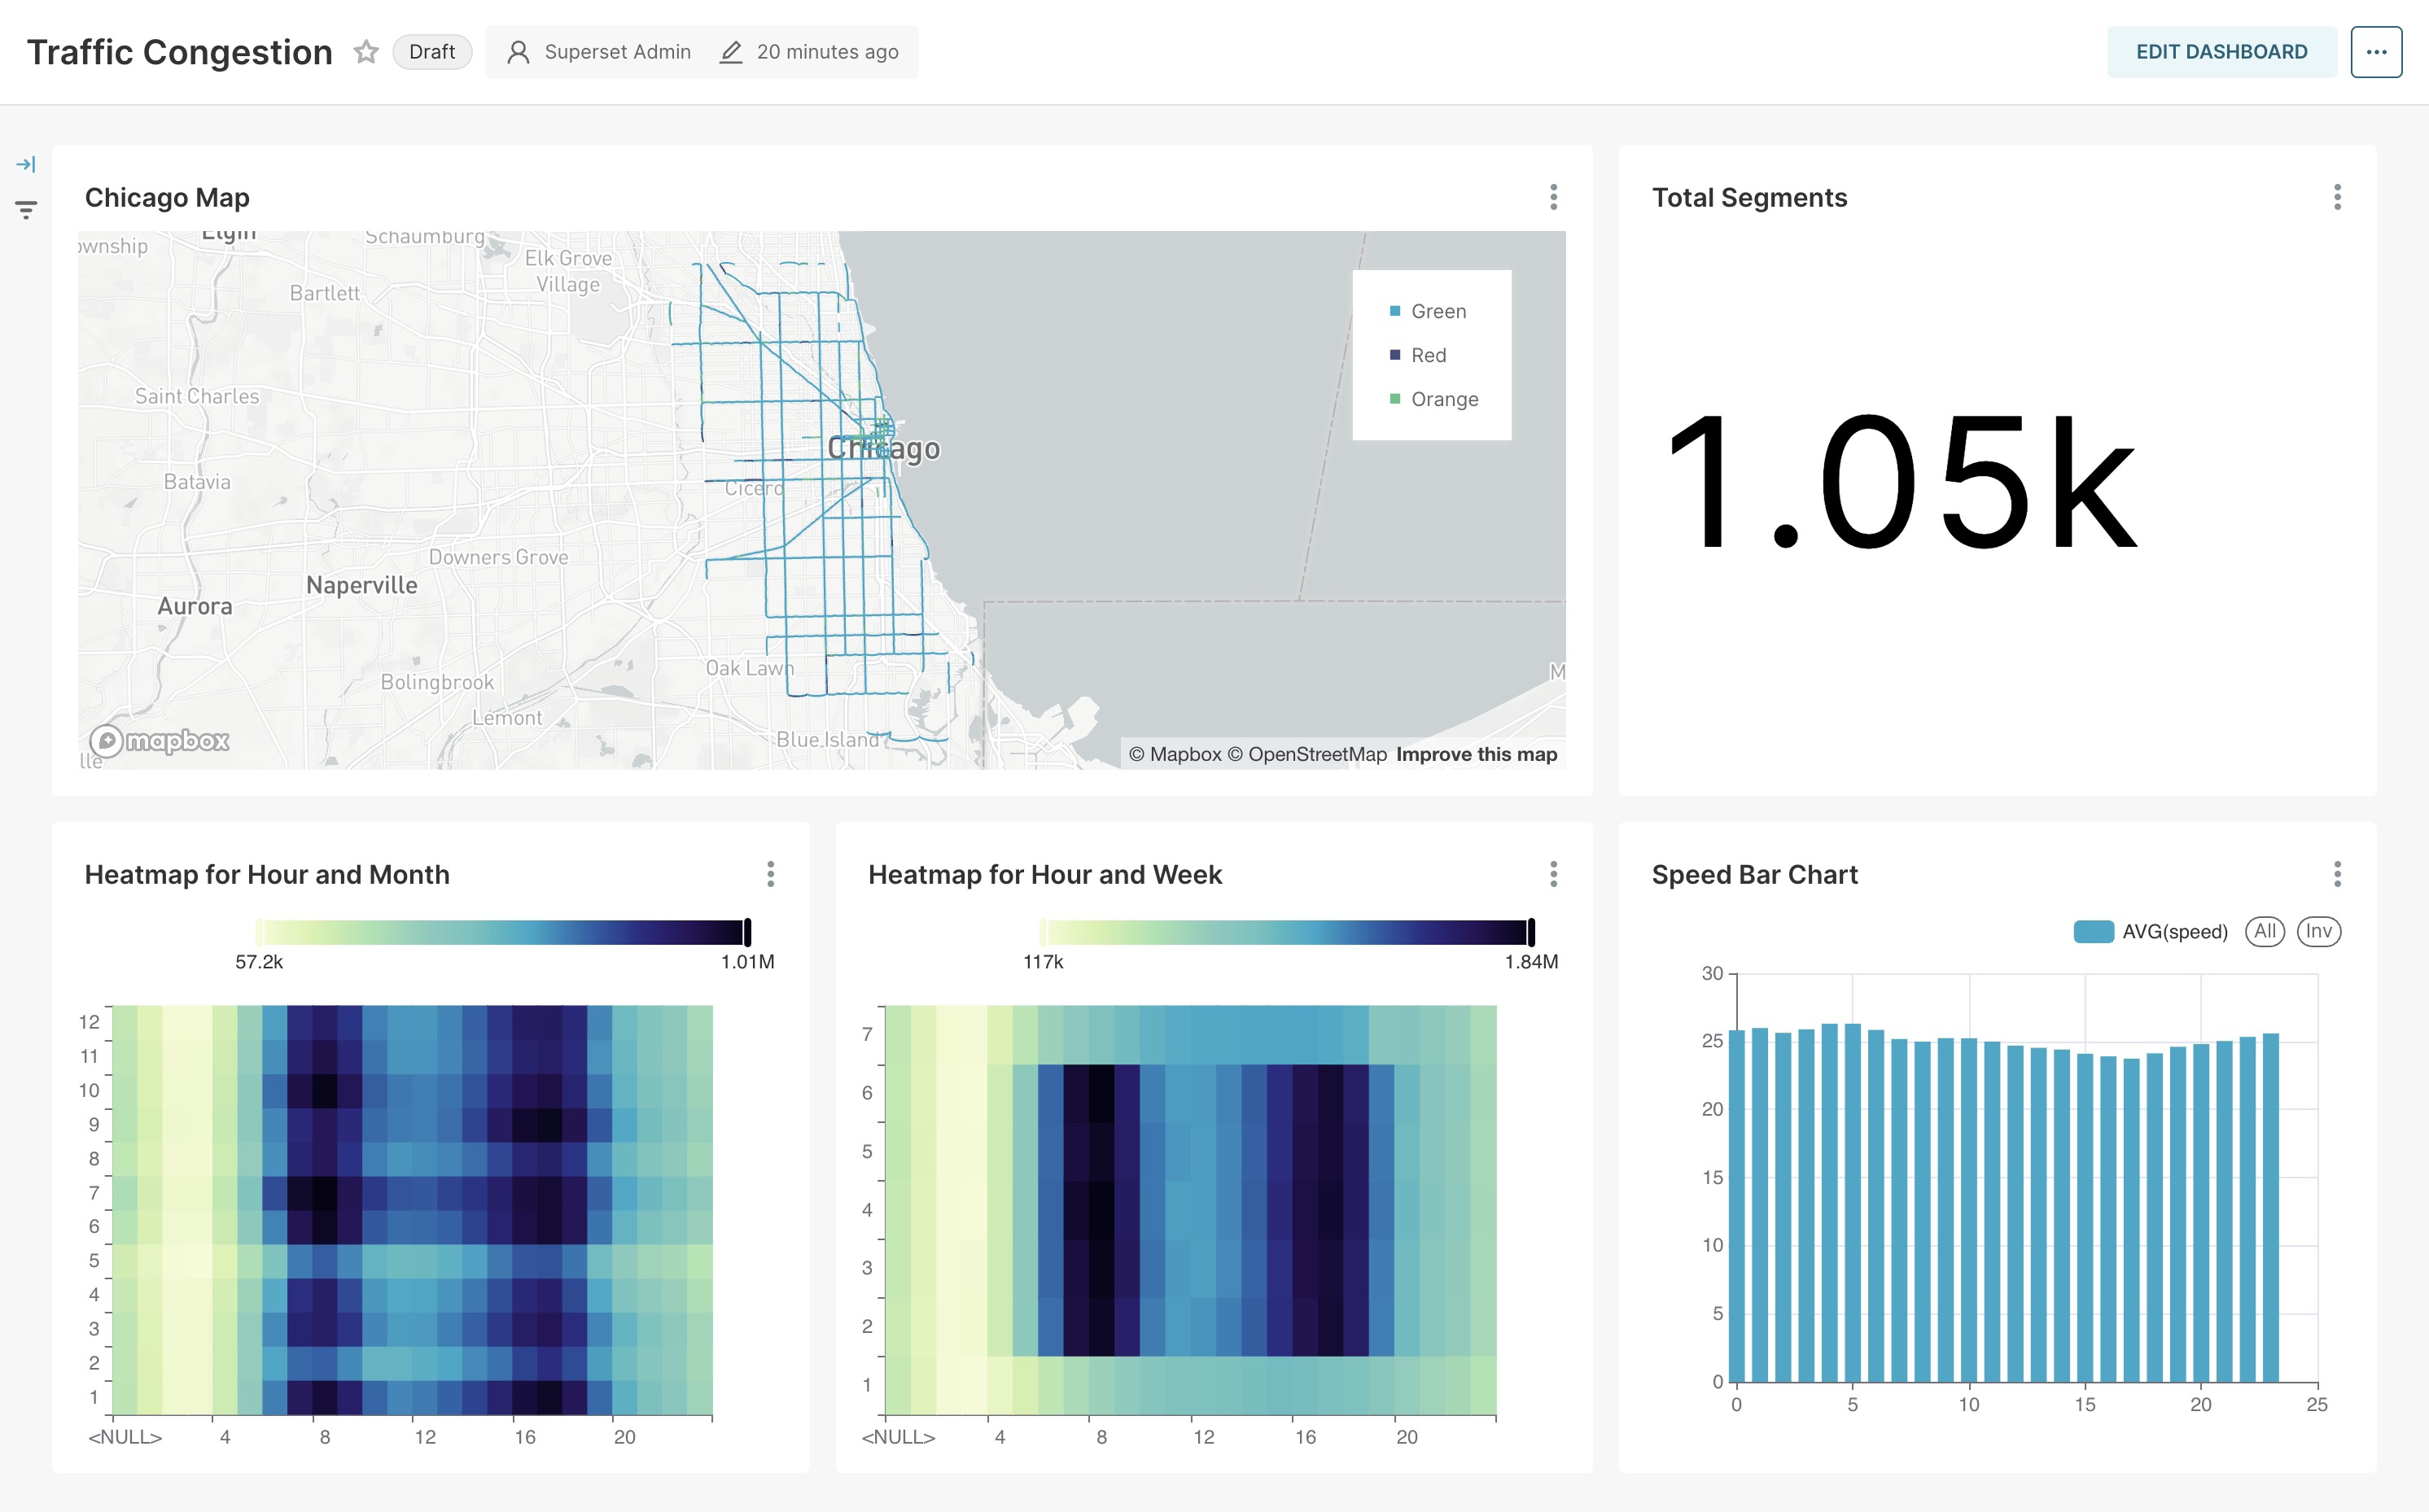 Traffic Congestion
Draft
Superset Admin
20 minutes ago
EDIT DASHBOARD
Chicago Map
ownship
Elgin
Schaumburg
Elk Grove
Village
Bartlett
Green
Red
Orange
Saint Charles
Chicago
Batavia
Cicero
Downers Grove
Naperville
Aurora
Oak Lawn
M
Bolingbrook
Lemont
Blue Island
mapbox
lle
© Mapbox © OpenStreetMap Improve this map
Total Segments
1.05k
Heatmap for Hour and Month
57.2k 1.01M
12
11
10
9
8
7
6
5
4
3
2
1
<NULL> 4 8 12 16 20
Heatmap for Hour and Week
117k 1.84M
7
6
5
4
3
2
1
<NULL> 4 8 12 16 20
Speed Bar Chart
AVG(speed) All Inv
30
25
20
15
10
5
0
0 5 10 15 20 25